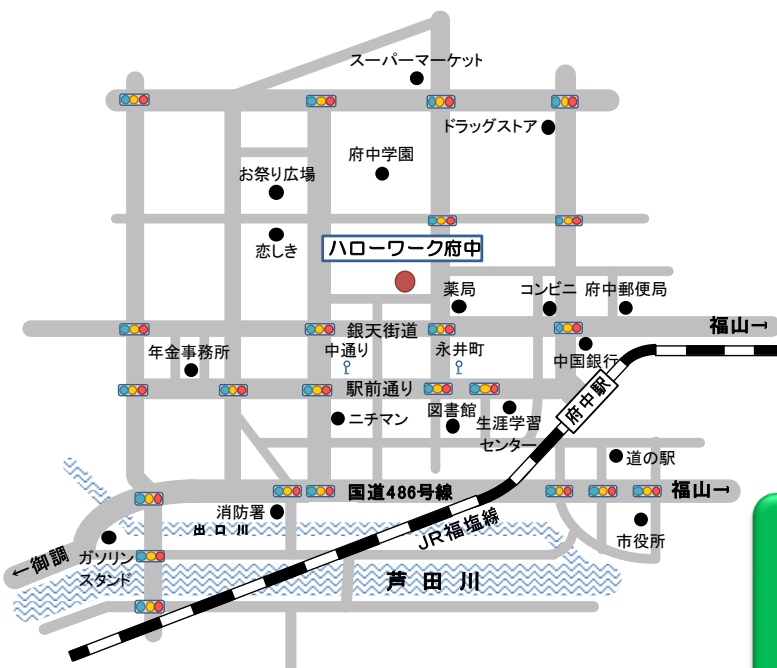 スーパーマーケット
ドラッグストア
府中学園
お祭り広場
恋しき
ハローワーク府中
薬局
コンビニ
府中郵便局
福山→
銀天街道
中通り
永井町
年金事務所
中国銀行
駅前通り
府中駅
ニチマン
図書館
生涯学習
センター
道の駅
国道486号線
福山→
消防署
出口川
JR福塩線
市役所
←御調
ガソリン
スタンド
芦田川